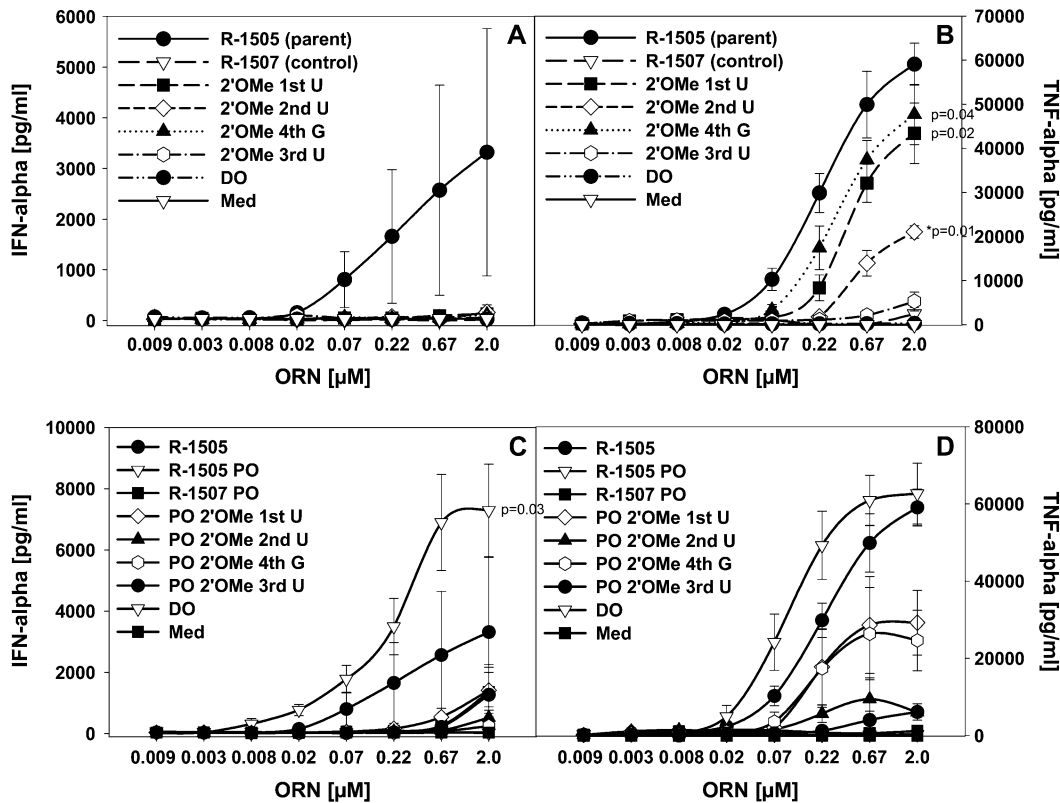 A
IFN-alpha [pg/ml]
6000
5000
4000
3000
2000
1000
0
R-1505 (parent)
R-1507 (control)
2'OMe 1st U
2'OMe 2nd U
2'OMe 4th G
2'OMe 3rd U
DO
Med
0.009 0.003 0.008 0.02 0.07 0.22 0.67 2.0
ORN [µM]
B
TNF-alpha [pg/ml]
70000
60000
50000
40000
30000
20000
10000
0
R-1505 (parent)
R-1507 (control)
2'OMe 1st U
2'OMe 2nd U
2'OMe 4th G
2'OMe 3rd U
DO
Med
p=0.04
p=0.02
*p=0.01
0.009 0.003 0.008 0.02 0.07 0.22 0.67 2.0
ORN [µM]
C
IFN-alpha [pg/ml]
10000
8000
6000
4000
2000
0
R-1505
R-1505 PO
R-1507 PO
PO 2'OMe 1st U
PO 2'OMe 2nd U
PO 2'OMe 4th G
PO 2'OMe 3rd U
DO
Med
p=0.03
0.009 0.003 0.008 0.02 0.07 0.22 0.67 2.0
ORN [µM]
D
TNF-alpha [pg/ml]
80000
60000
40000
20000
0
R-1505
R-1505 PO
R-1507 PO
PO 2'OMe 1st U
PO 2'OMe 2nd U
PO 2'OMe 4th G
PO 2'OMe 3rd U
DO
Med
0.009 0.003 0.008 0.02 0.07 0.22 0.67 2.0
ORN [µM]